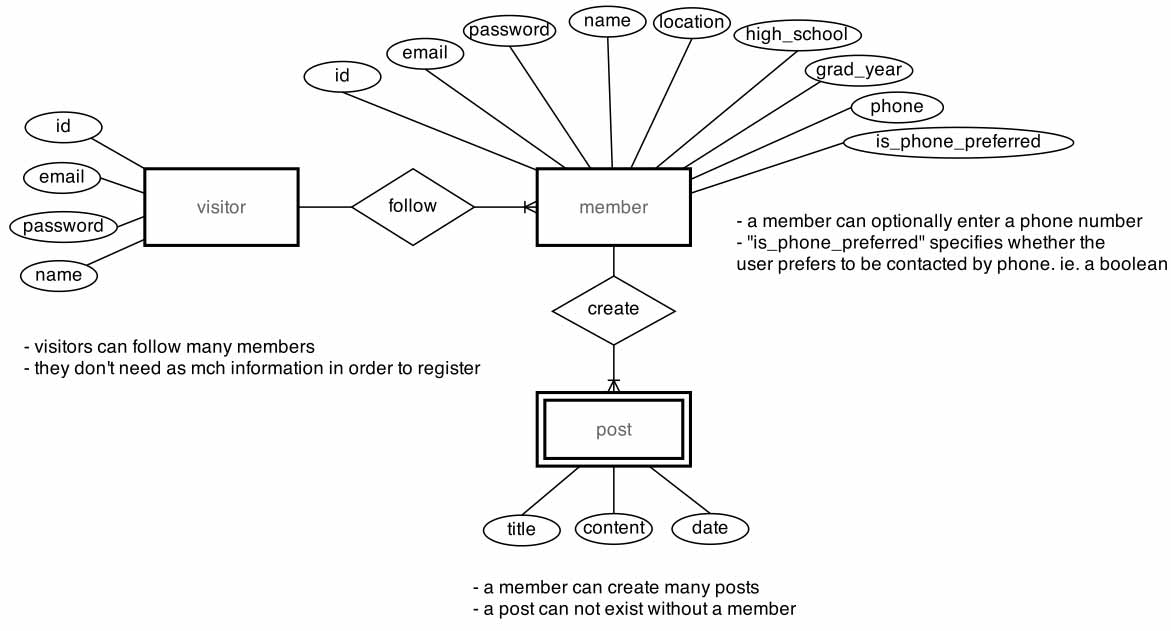 name
location
password
high_school
email
grad_year
id
phone
id
is_phone_preferred
email
visitor
follow
member
password
name
- a member can optionally enter a phone number
- "is_phone_preferred" specifies whether the
user prefers to be contacted by phone. ie. a boolean
create
- visitors can follow many members
- they don't need as mch information in order to register
post
title
content
date
- a member can create many posts
- a post can not exist without a member